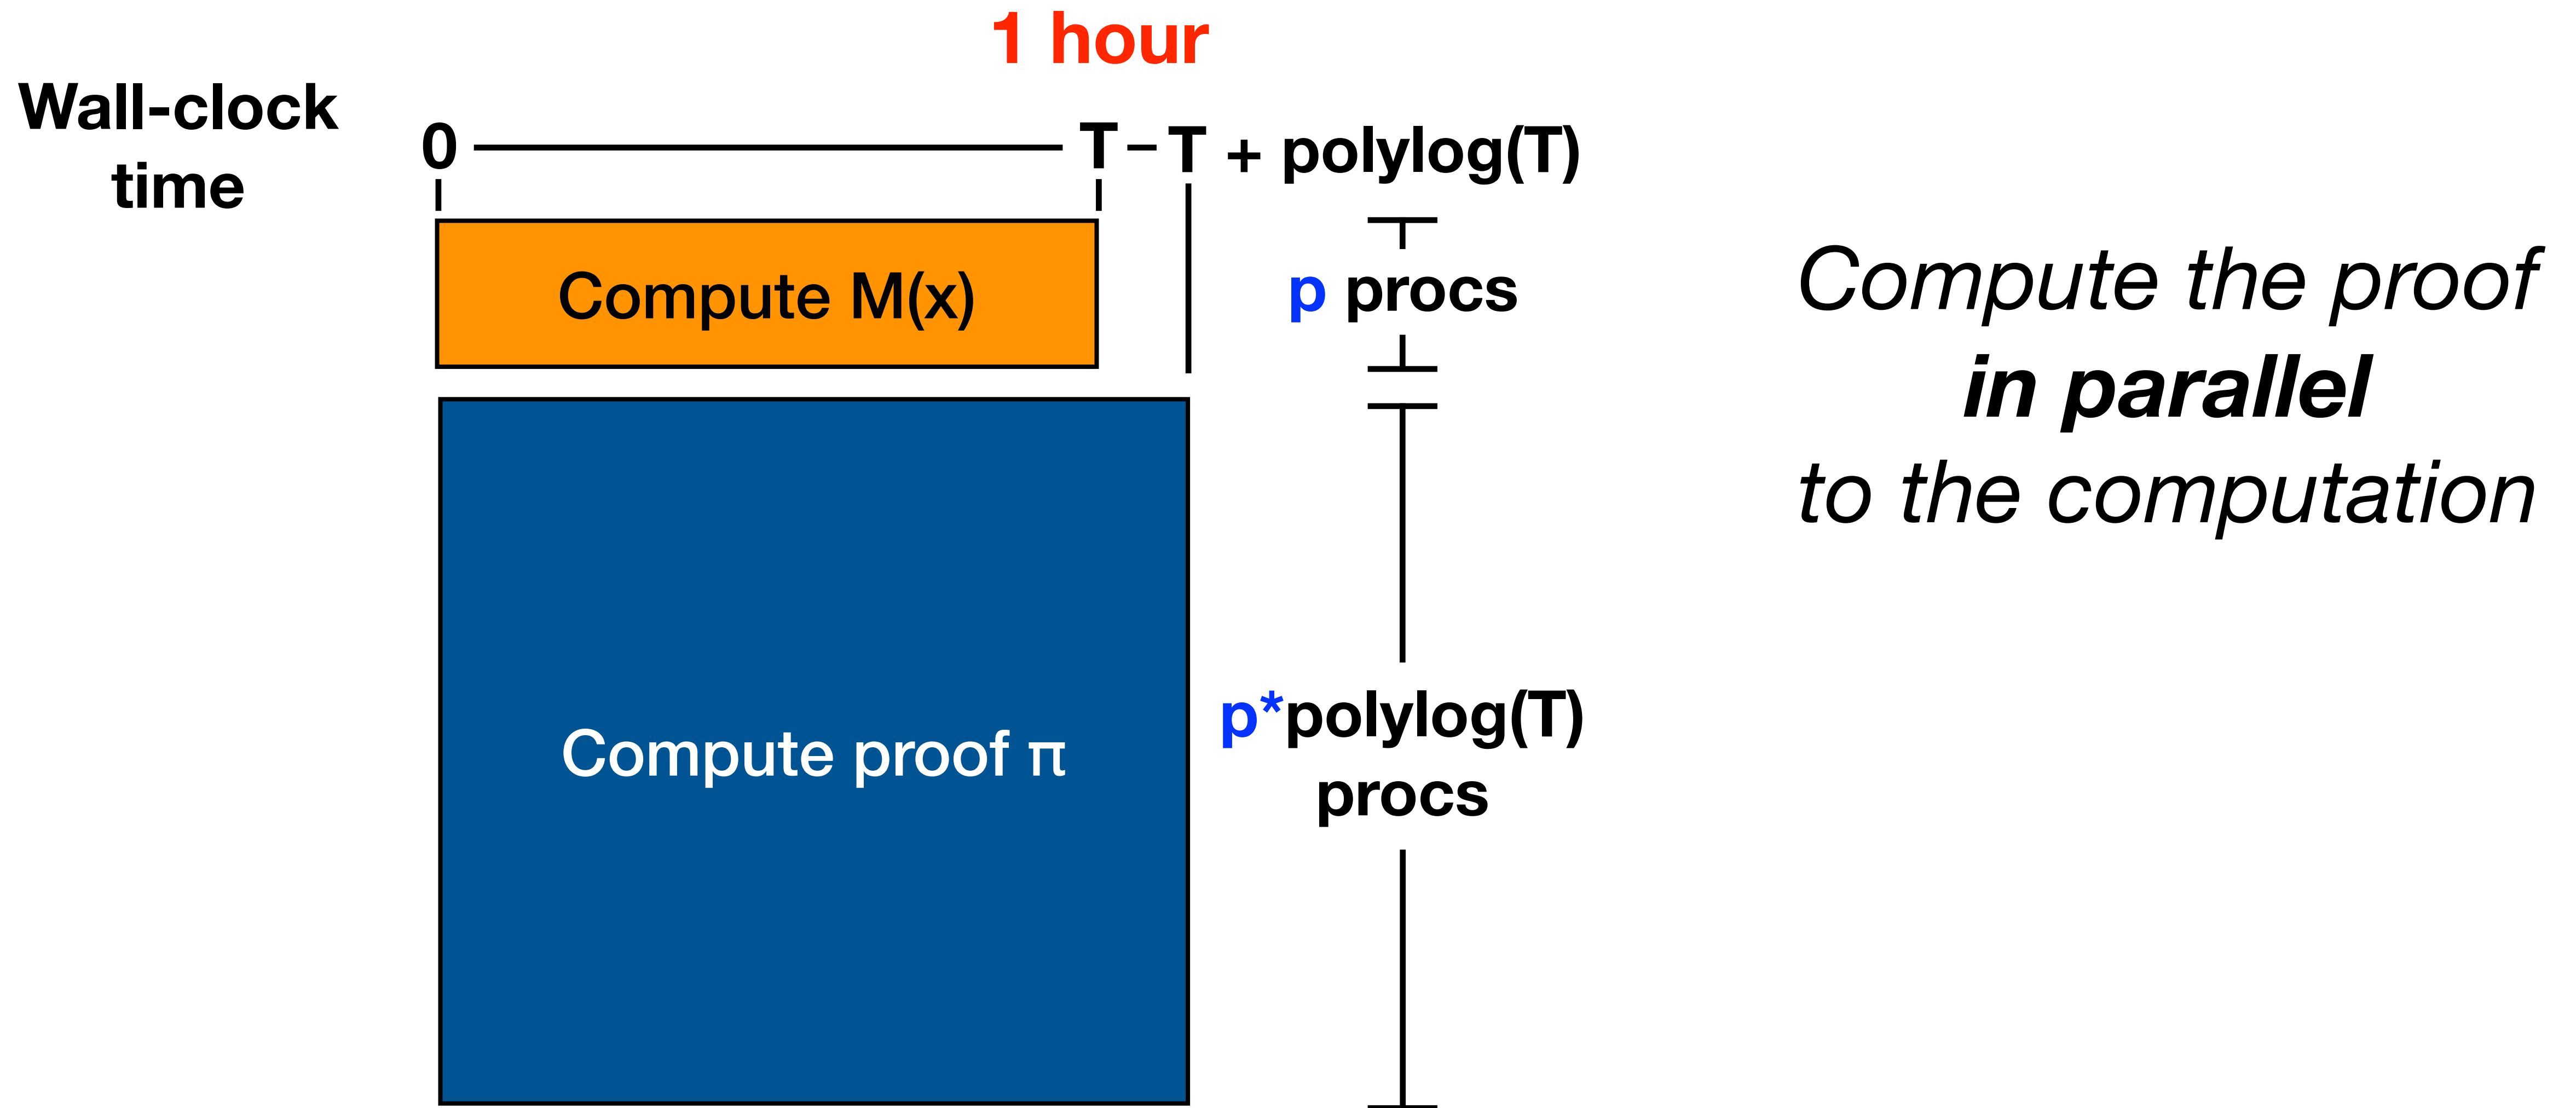 1 hour
Wall-clock
time
0
T
T + polylog(T)
Compute M(x)
p procs
Compute the proof
in parallel
to the computation
Compute proof π
p*polylog(T)
procs